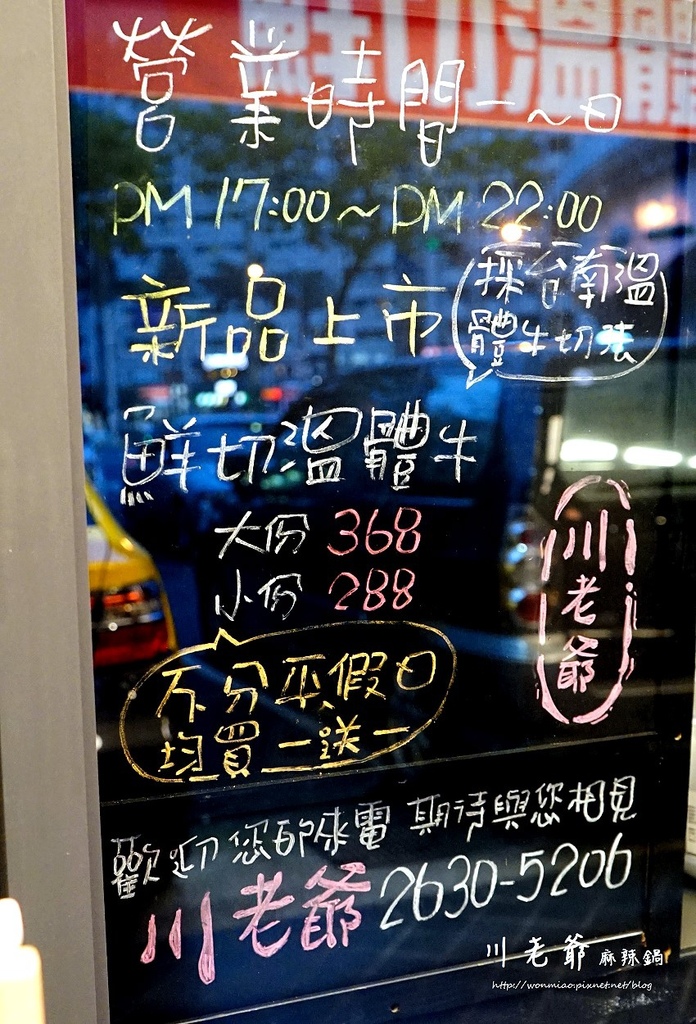 鮮切溫體
營業時間 一~日
PM 17:00~PM 22:00
新品上市
採台南溫
體牛切法
鮮切溫體牛
大份 368
小份 288
川老爺
不分平假日
均買一送一
歡迎您的來電 期待與您相見
川老爺 2630-5206
川老爺 麻辣鍋
http://wonmiao.pixnet.net/blog